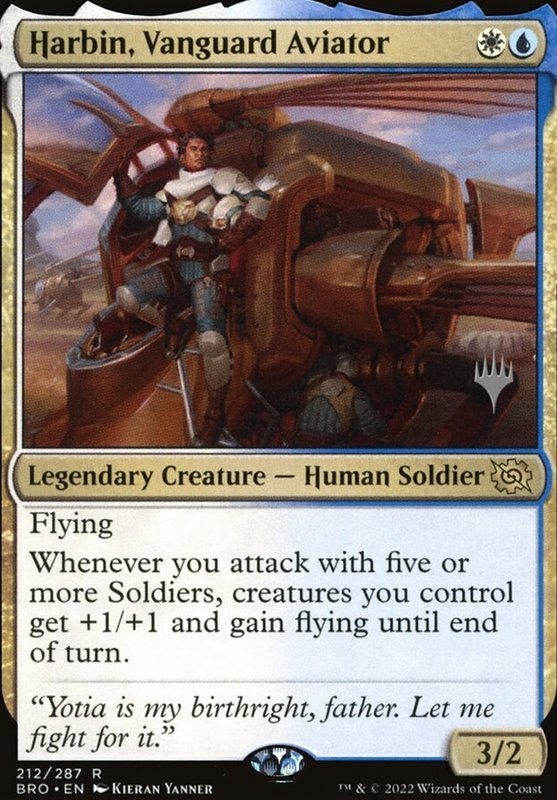 Harbin, Vanguard Aviator
Legendary Creature — Human Soldier
Flying
Whenever you attack with five or
more Soldiers, creatures you control
get +1/+1 and gain flying until end
of turn.
“Yotia is my birthright, father. Let me
fight for it.”
3/2
212/287 R
BRO • EN Kieran Yanner
™ & © 2022 Wizards of the Coast